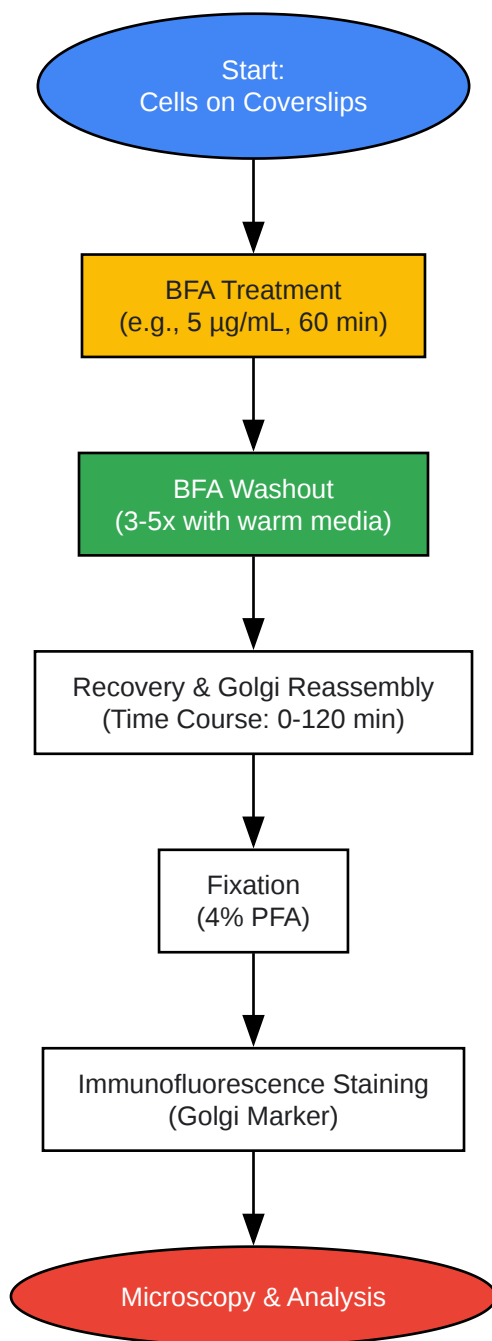 Start:
Cells on Coverslips
BFA Treatment
(e.g., 5 µg/mL, 60 min)
BFA Washout
(3-5x with warm media)
Recovery & Golgi Reassembly
(Time Course: 0-120 min)
Fixation
(4% PFA)
Immunofluorescence Staining
(Golgi Marker)
Microscopy & Analysis